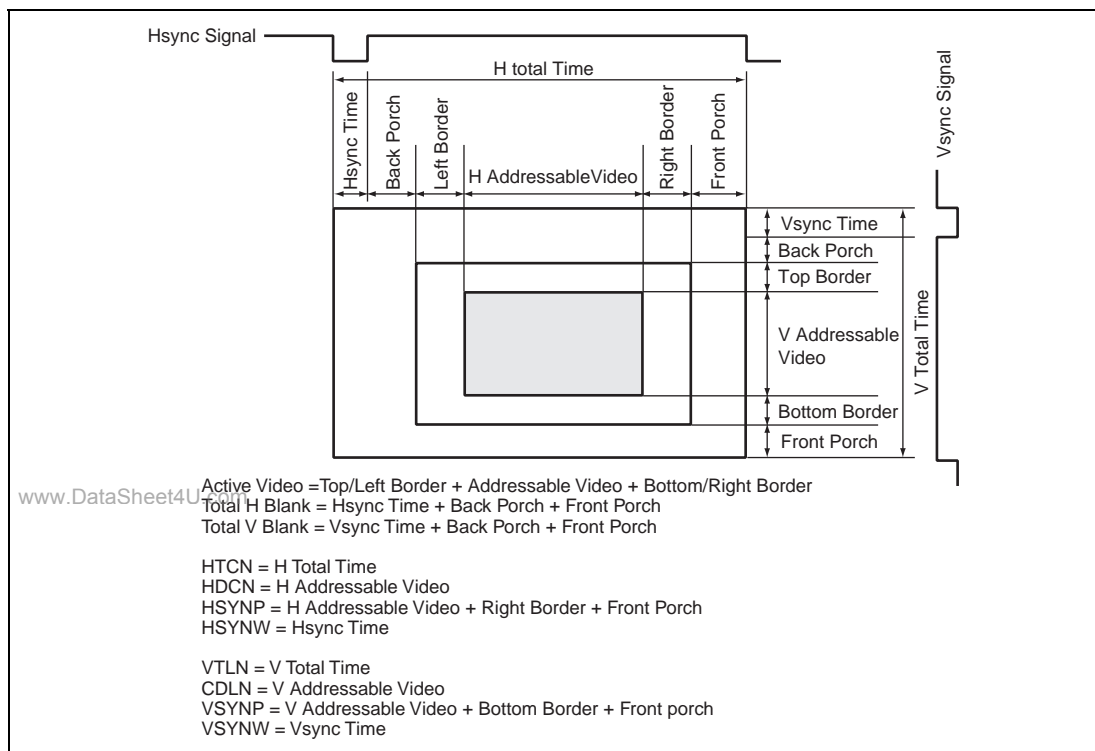 Hsync Signal
H total Time
Hsync Time
Back Porch
Left Border
H AddressableVideo
Right Border
Front Porch
Vsync Signal
Vsync Time
Back Porch
Top Border
V Addressable
Video
Bottom Border
Front Porch
V Total Time
Active Video =Top/Left Border + Addressable Video + Bottom/Right Border
www.DataSheet4U.com
Total H Blank = Hsync Time + Back Porch + Front Porch
Total V Blank = Vsync Time + Back Porch + Front Porch
HTCN = H Total Time
HDCN = H Addressable Video
HSYNP = H Addressable Video + Right Border + Front Porch
HSYNW = Hsync Time
VTLN = V Total Time
CDLN = V Addressable Video
VSYNP = V Addressable Video + Bottom Border + Front porch
VSYNW = Vsync Time